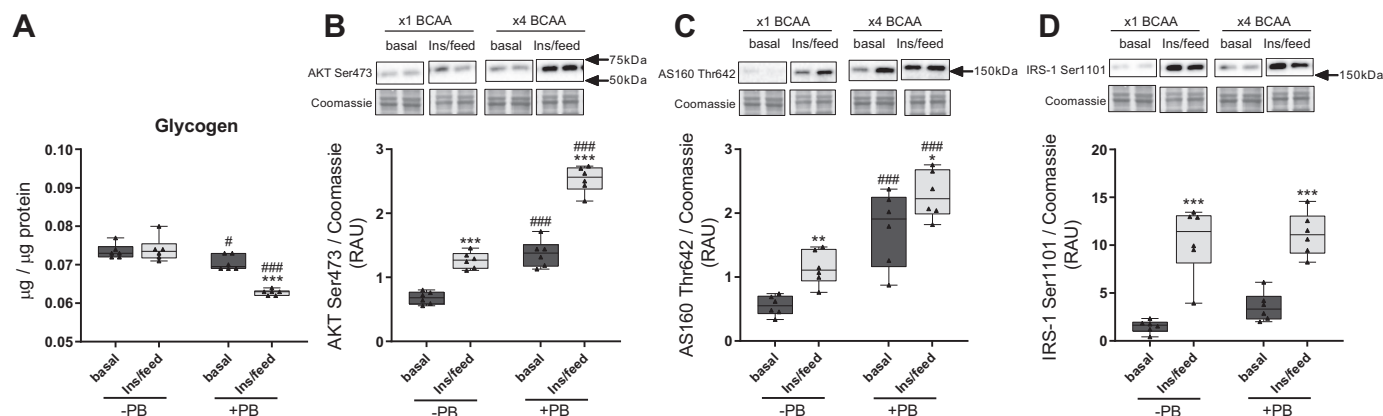 A
Glycogen
µg / µg protein
0.10
0.09
0.08
0.07
0.06
0.05
#
###
***
basal
Ins/feed
basal
Ins/feed
-PB
+PB
B
x1 BCAA
x4 BCAA
basal
Ins/feed
basal
Ins/feed
AKT Ser473
75kDa
50kDa
Coomassie
AKT Ser473 / Coomassie
(RAU)
3
2
1
0
***
###
###
***
basal
Ins/feed
basal
Ins/feed
-PB
+PB
C
x1 BCAA
x4 BCAA
basal
Ins/feed
basal
Ins/feed
AS160 Thr642
150kDa
Coomassie
AS160 Thr642 / Coomassie
(RAU)
3
2
1
0
**
###
###
*
basal
Ins/feed
basal
Ins/feed
-PB
+PB
D
x1 BCAA
x4 BCAA
basal
Ins/feed
basal
Ins/feed
IRS-1 Ser1101
150kDa
Coomassie
IRS-1 Ser1101 / Coomassie
(RAU)
20
15
10
5
0
***
***
basal
Ins/feed
basal
Ins/feed
-PB
+PB